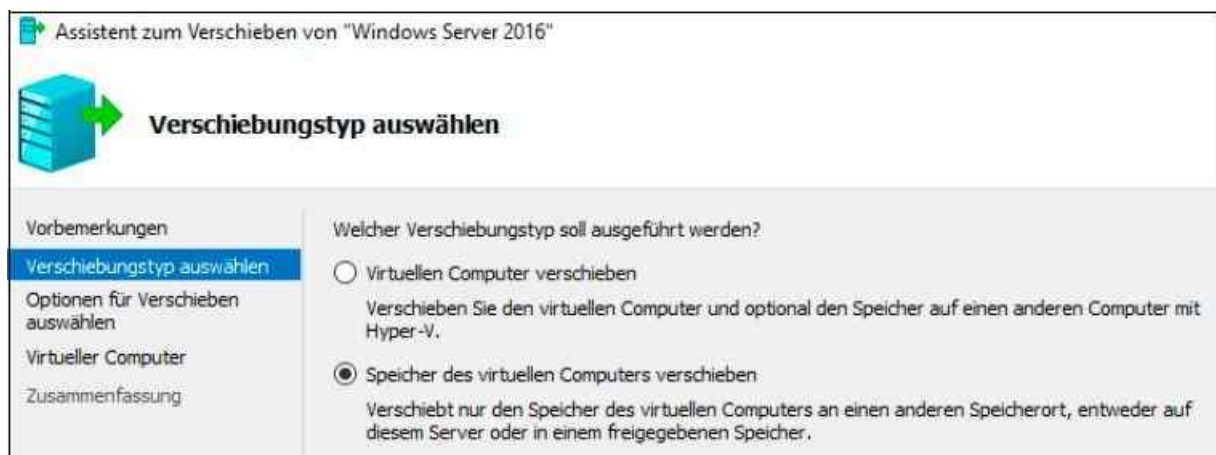 Assistent zum Verschieben von "Windows Server 2016"
Verschiebungstyp auswählen
Vorbemerkungen
Verschiebungstyp auswählen
Optionen für Verschieben
auswählen
Virtueller Computer
Zusammenfassung
Welcher Verschiebungstyp soll ausgeführt werden?
Virtuellen Computer verschieben
Verschieben Sie den virtuellen Computer und optional den Speicher auf einen anderen Computer mit
Hyper-V.
Speicher des virtuellen Computers verschieben
Verschiebt nur den Speicher des virtuellen Computers an einen anderen Speicherort, entweder auf
diesem Server oder in einem freigegebenen Speicher.